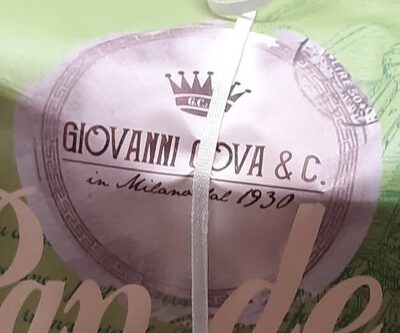 G.C.
GIOVANNI COVA & C.
in Milano dal 1930
Pan de